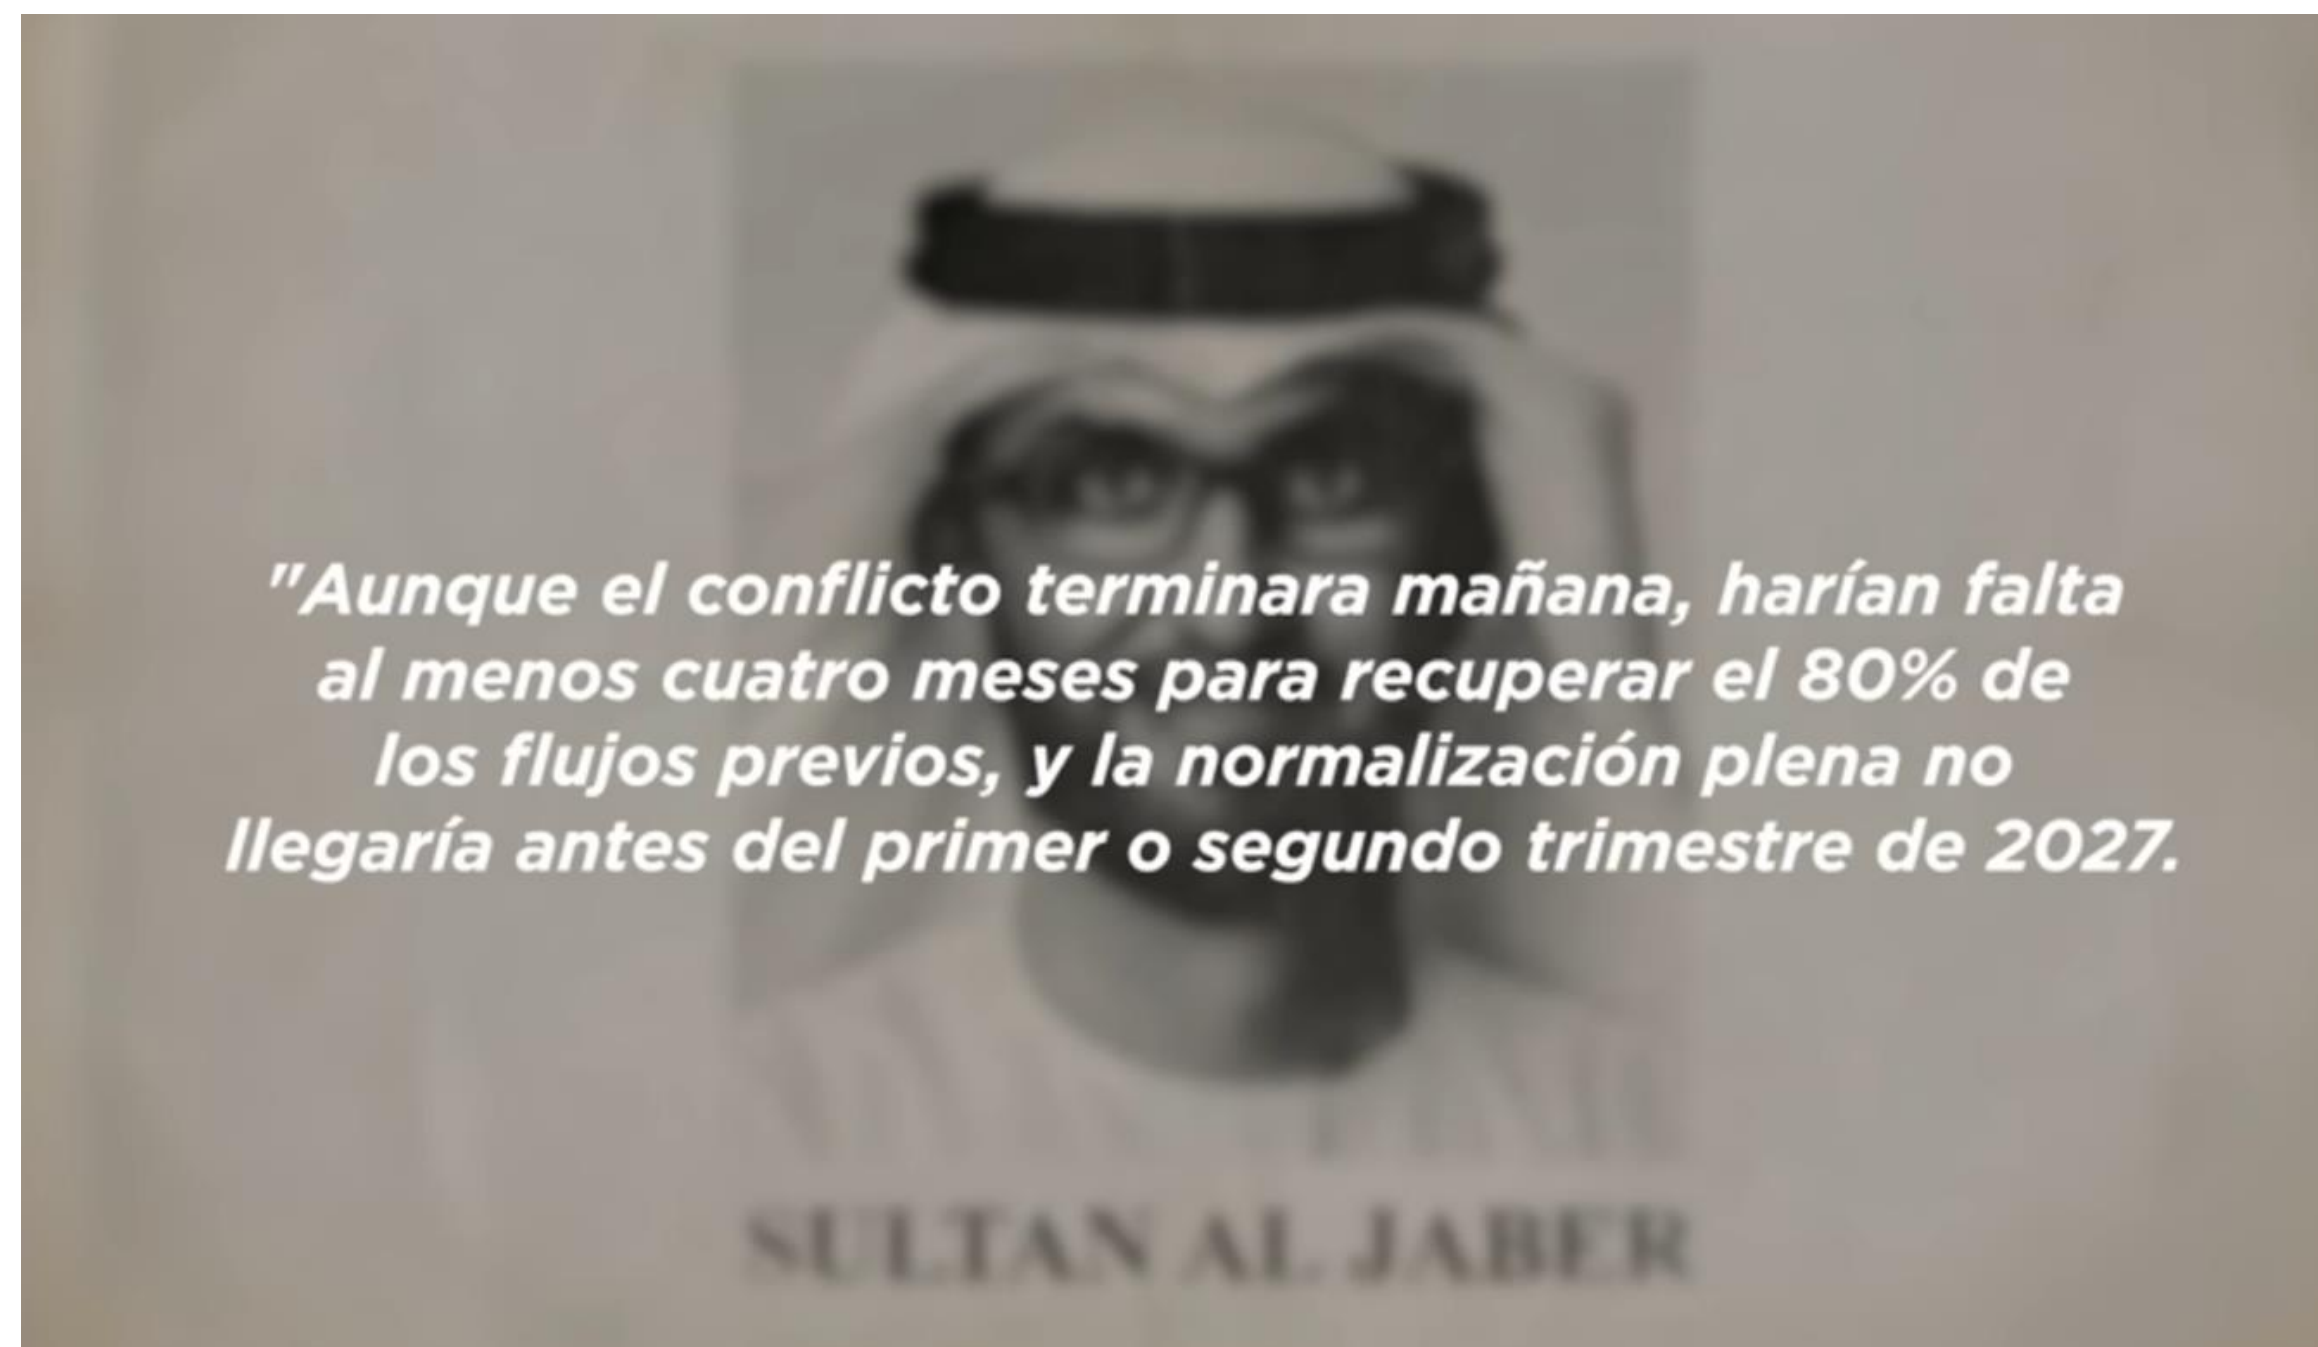 "Aunque el conflicto terminara mañana, harían falta
al menos cuatro meses para recuperar el 80% de
los flujos previos, y la normalización plena no
llegaría antes del primer o segundo trimestre de 2027.
SULTAN AL JABER